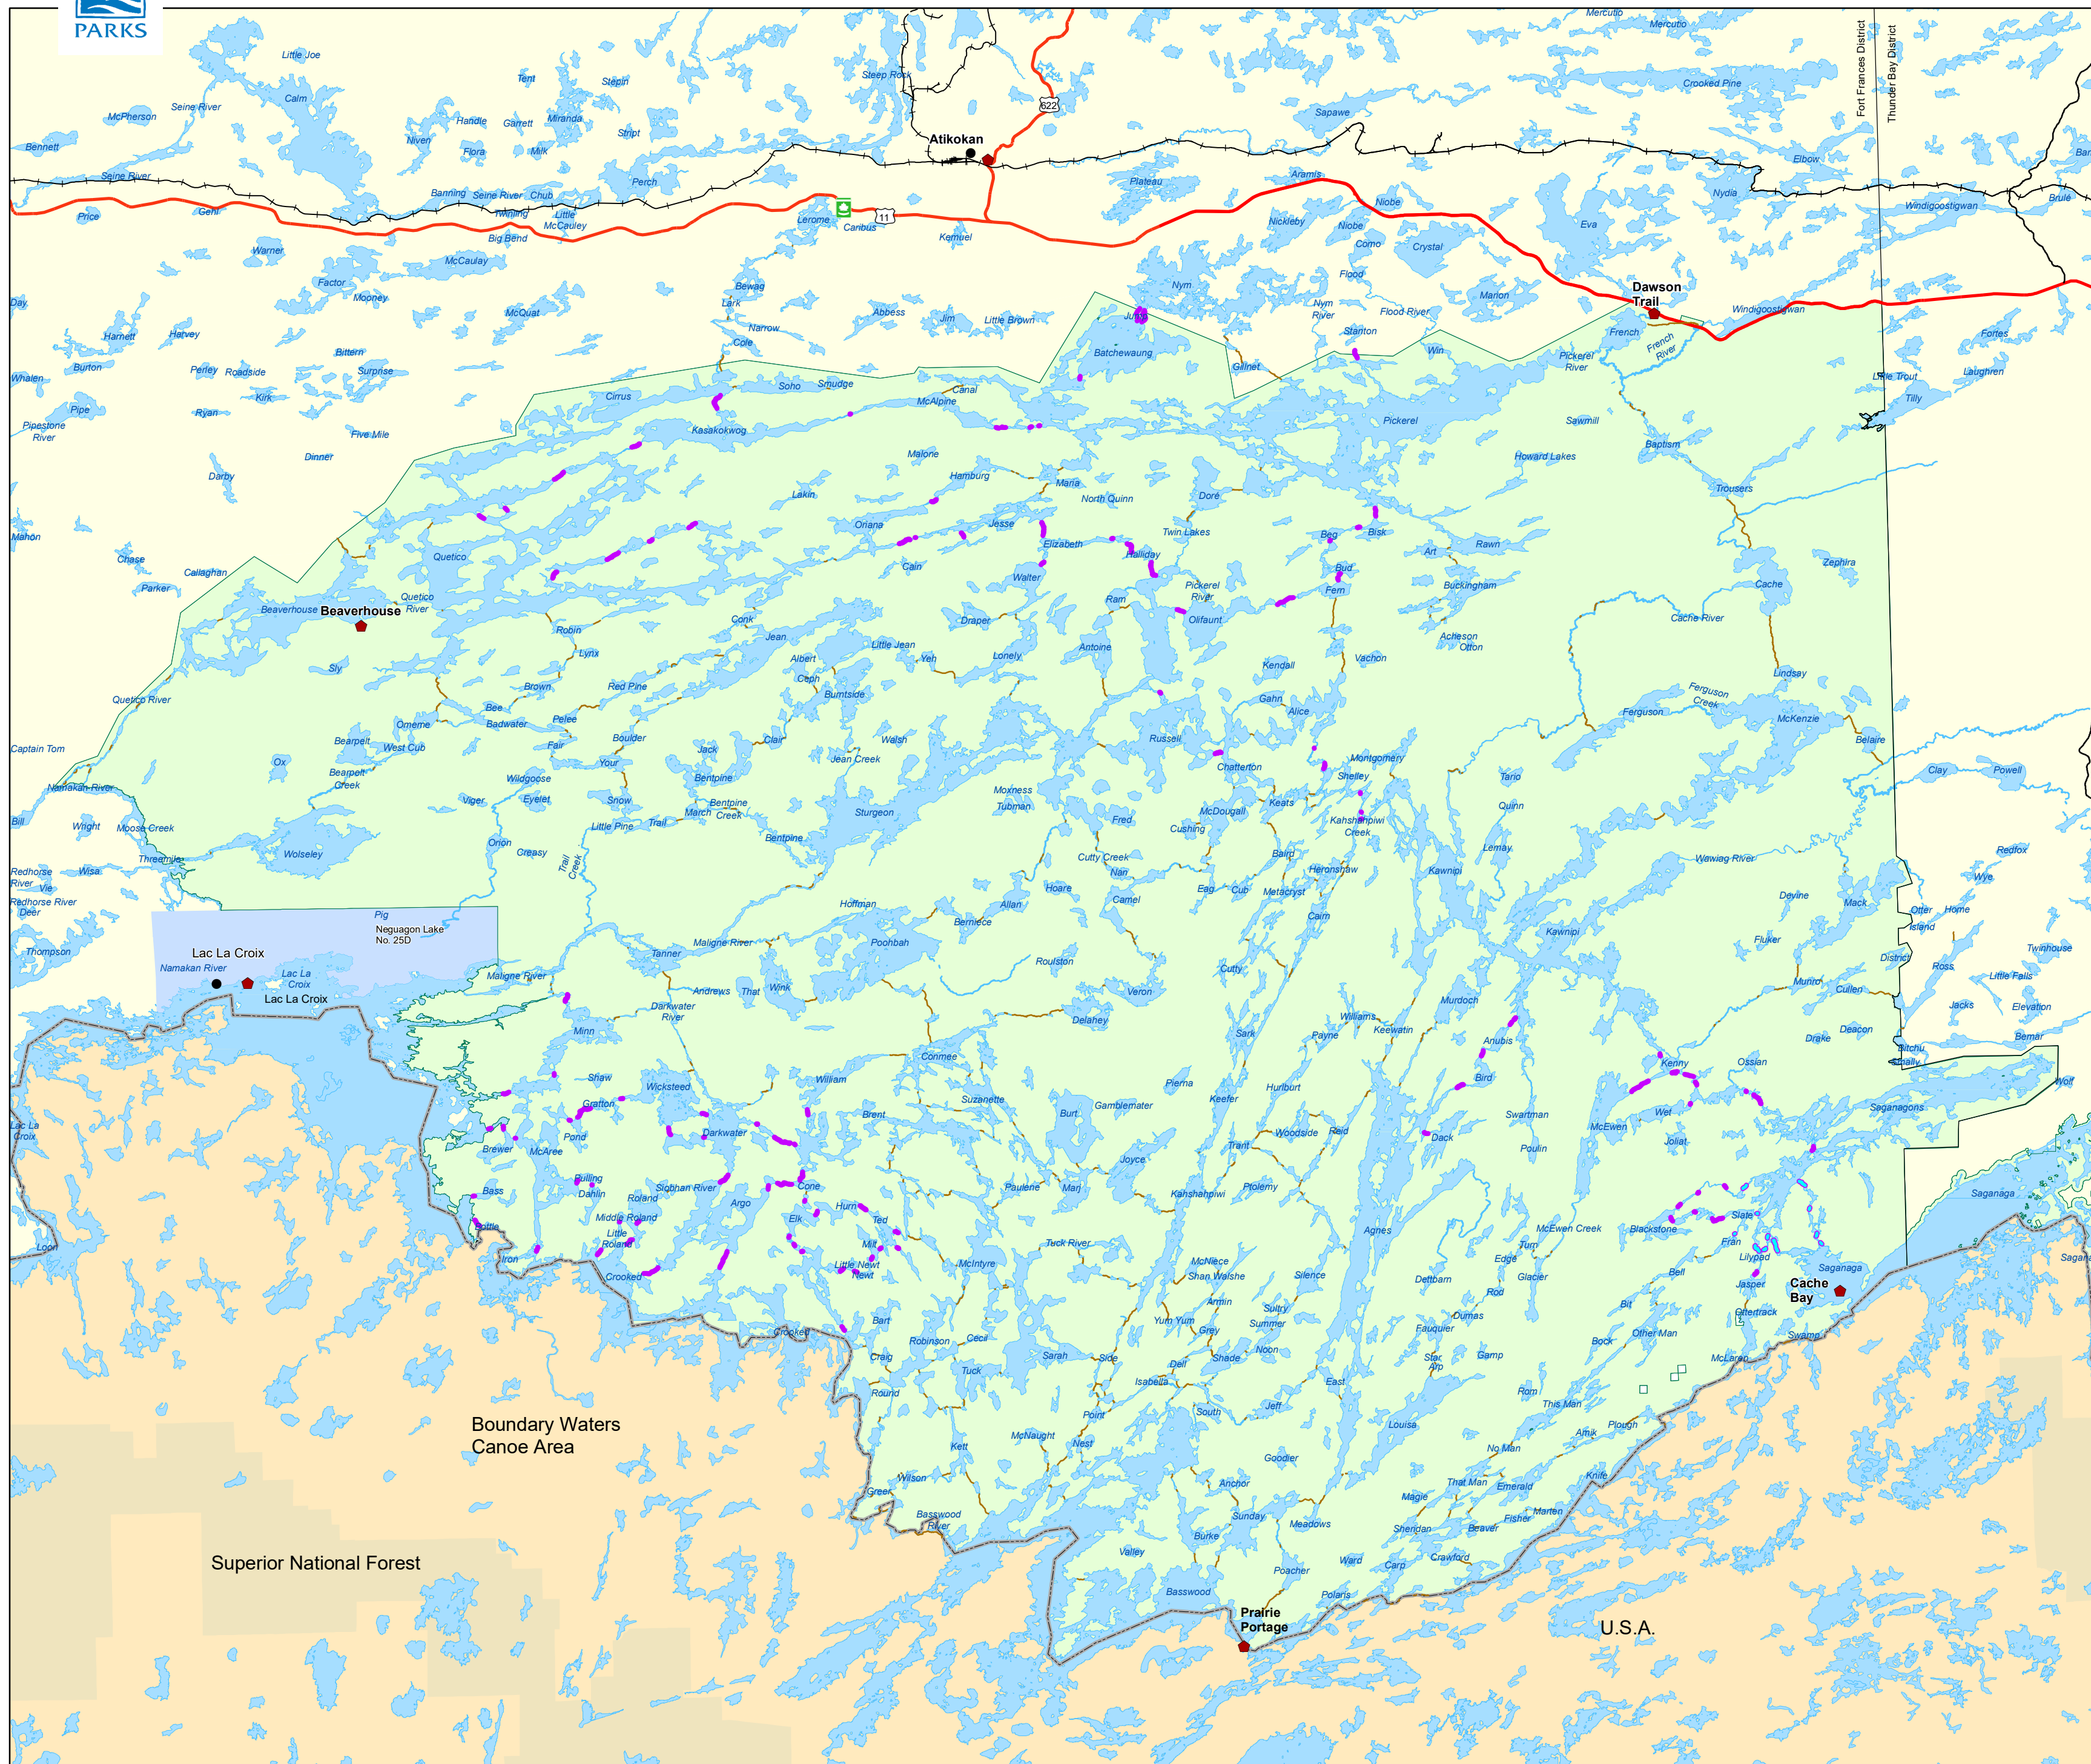 PARKS
Little Joe
Calm
Tent
Stepin
Steep Rock
Mercutio
Mercutio
Crooked Pine
Fort Frances District
Thunder Bay District
McPherson
Seine River
Bennett
Niven
Handle
Garrett
Miranda
Flora
Milk
Stript
622
Sapawe
Atikokan
Elbow
Seine River
Banning
Seine River
Chub
Perch
Plateau
Aramis
Nydia
Price
Gehl
Twinling
Little
McCauley
Big Bend
Lerome
11
Caribus
Kemuel
Nickleby
Niobe
Niobe
Como
Crystal
Eva
Windigoostigwan
Brule
Warner
McCaulay
Factor
Mooney
McQuat
Bewag
Lark
Narrow
Cole
Abbess
Jim
Little Brown
Nym
Flood
Nym
River
Flood River
Stanton
Marion
Dawson
Trail
French
French
River
Windigoostigwan
Day
Harnett
Harvey
Burton
Whalen
Bittern
Perley
Roadside
Surprise
Kirk
Pipe
Ryan
Pipestone
River
Five Mile
Dinner
Darby
Batchewaung
Gillnet
Win
Pickerel
River
Fortes
Little Trout
Laughren
Tilly
Soho
Smudge
Cirrus
Canal
McAlpine
Kasakokwog
Pickerel
Sawmill
Baptism
Malone
Hamburg
Maria
Howard Lakes
Trousers
Lakin
North Quinn
Doré
Oriana
Jesse
Twin Lakes
Beg
Bisk
Art
Rawn
Mahon
Chase
Callaghan
Parker
Quetico
Elizabeth
Halliday
Cain
Walter
Bud
Fern
Buckingham
Zephira
Cache
Pickerel
River
Beaverhouse
Beaverhouse
Quetico
River
Ram
Olifaunt
Cache River
Robin
Conk
Jean
Draper
Acheson
Otton
Sly
Lynx
Albert
Little Jean
Yeh
Lonely
Antoine
Kendall
Vachon
Ceph
Burntside
Quetico River
Brown
Red Pine
Lindsay
Bee
Badwater
Pelee
Gahn
Alice
Ferguson
Ferguson
Creek
McKenzie
Omeme
Bearpelt
West Cub
Fair
Boulder
Your
Jack
Clair
Walsh
Jean Creek
Russell
Chatterton
Montgomery
Belaire
Captain Tom
Ox
Bearpelt
Creek
Wildgoose
Bentpine
Shelley
Tario
Clay
Powell
Namakan River
Viger
Eyelet
Snow
March
Bentpine
Creek
Moxness
Tubman
McDougall
Keats
Quinn
Bill
Wright
Moose Creek
Little Pine
Trail
Bentpine
Sturgeon
Fred
Cushing
Kahshahpiwi
Creek
Threemile
Wolseley
Orion
Creasy
Trail
Creek
Cutty Creek
Nan
Baird
Heronshaw
Kawnipi
Lemay
Wawiag River
Redfox
Redhorse
River
Wisa
Vie
Redhorse River
Deer
Hoare
Camel
Eag
Cub
Metacryst
Wye
Devine
Mack
Pig
Neguagon Lake
No. 25D
Hoffman
Berniece
Allan
Cairn
Otter
Island
Home
Thompson
Lac La Croix
Namakan River
Lac La
Croix
Lac La Croix
Maligne River
Tanner
Maligne River
Poohbah
Roulston
Cutty
Kawnipi
Fluker
District
Twinhouse
Ross
Little Falls
Darkwater
River
Andrews
That
Wink
Veron
Delahey
Murdoch
Munro
Cullen
Jacks
Elevation
Minn
Conmee
Sark
Payne
Williams
Keewatin
Anubis
Drake
Deacon
Bitchu
Bemar
Shaw
Wicksteed
William
Pierna
Hurlburt
Bird
Kenny
Ossian
Wolf
Gratton
Suzanette
Brent
Burt
Gamblemater
Keefer
Swartman
Wet
Saganagons
Lac La
Croix
Pond
Darkwater
Brewer
McAree
Woodside
Reid
Dack
McEwen
Joliat
Trant
Poulin
Joyce
Bass
Pulling
Dahlin
Siobhan River
Roland
Argo
Cone
Paulene
Marj
Kahshahpiwi
Ptolemy
Saganaga
Bottle
Middle Roland
Little
Roland
Elk
Hurn
Ted
Milt
Agnes
McEwen Creek
Blackstone
Slate
Loon
Iron
Crooked
Little Newt
Newt
McIntyre
Tuck River
McNiece
Shan Walshe
Silence
Turn
Edge
Glacier
Fran
Lilypad
Bell
Jasper
Saganaga
Cache
Bay
Dettbarn
Rod
Armin
Sultry
Summer
Dumas
Fauquier
Bit
Ottertrack
Crooked
Bart
Robinson
Cecil
Yum Yum
Grey
Noon
Bock
Other Man
Swamp
Craig
Tuck
Sarah
Side
Dell
Shade
Star
Arp
Gamp
McLaren
Isabella
Round
East
Rom
This Man
Boundary Waters
Canoe Area
Point
South
Jeff
Louisa
Plough
Amik
McNaught
Nest
Kett
No Man
Goodier
Wilson
Greer
Anchor
That Man
Emerald
Knife
Magie
Basswood
River
Sunday
Meadows
Marten
Fisher
Burke
Sheridan
Beaver
Superior National Forest
Valley
Poacher
Ward
Carp
Crawford
Basswood
Polaris
Prairie
Portage
U.S.A.